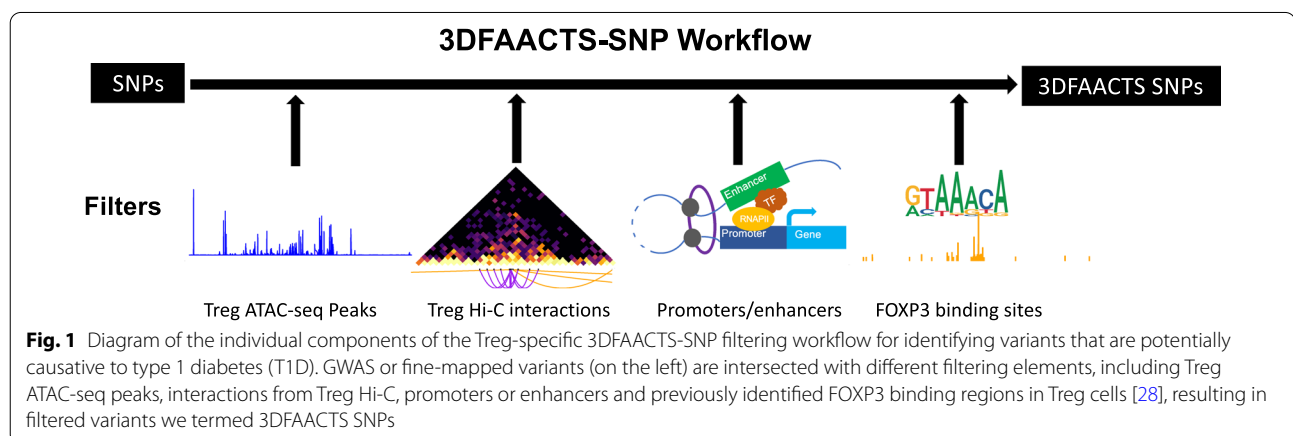 3DFAACTS-SNP Workflow
SNPs
3DFAACTS SNPs
Filters
Enhancer
TF
RNAPII
Promoter
Gene
GTAAACA
Treg ATAC-seq Peaks
Treg Hi-C interactions
Promoters/enhancers
FOXP3 binding sites
Fig. 1 Diagram of the individual components of the Treg-specific 3DFAACTS-SNP filtering workflow for identifying variants that are potentially
causative to type 1 diabetes (T1D). GWAS or fine-mapped variants (on the left) are intersected with different filtering elements, including Treg
ATAC-seq peaks, interactions from Treg Hi-C, promoters or enhancers and previously identified FOXP3 binding regions in Treg cells [28], resulting in
filtered variants we termed 3DFAACTS SNPs